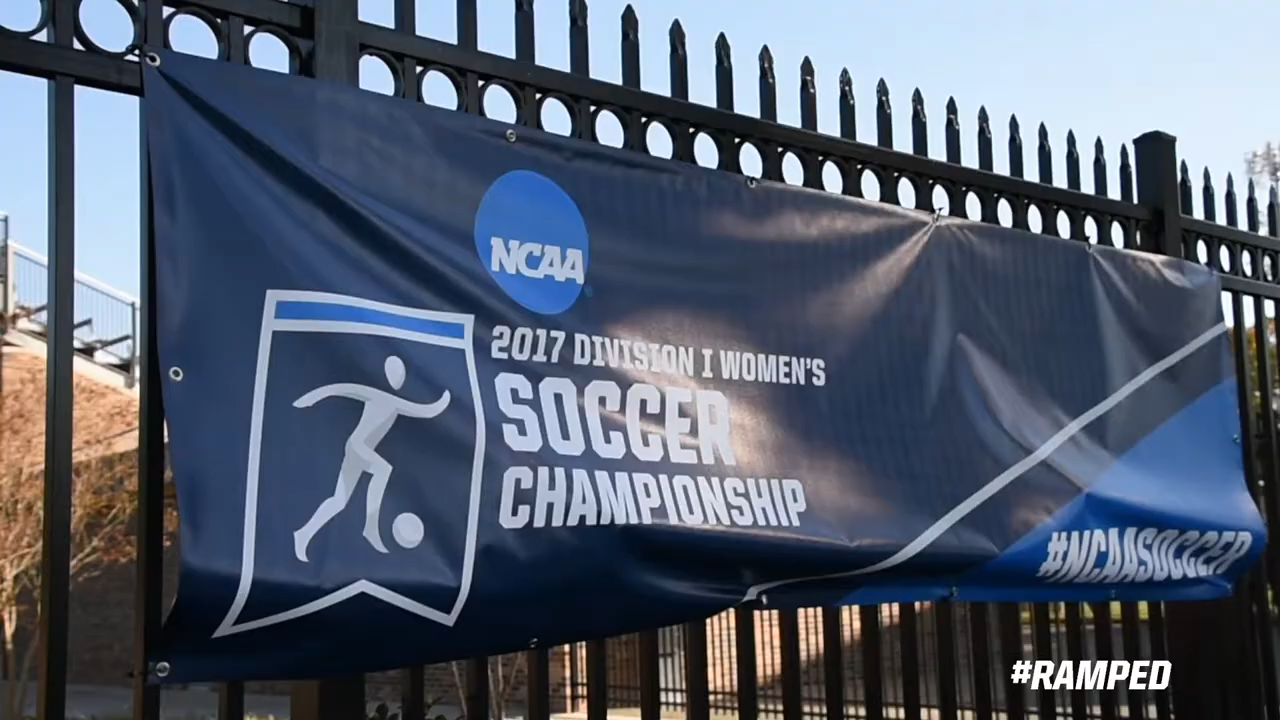 NCAA
2017 DIVISION I WOMEN'S
SOCCER
CHAMPIONSHIP
#NCAASOCCER
#RAMPED